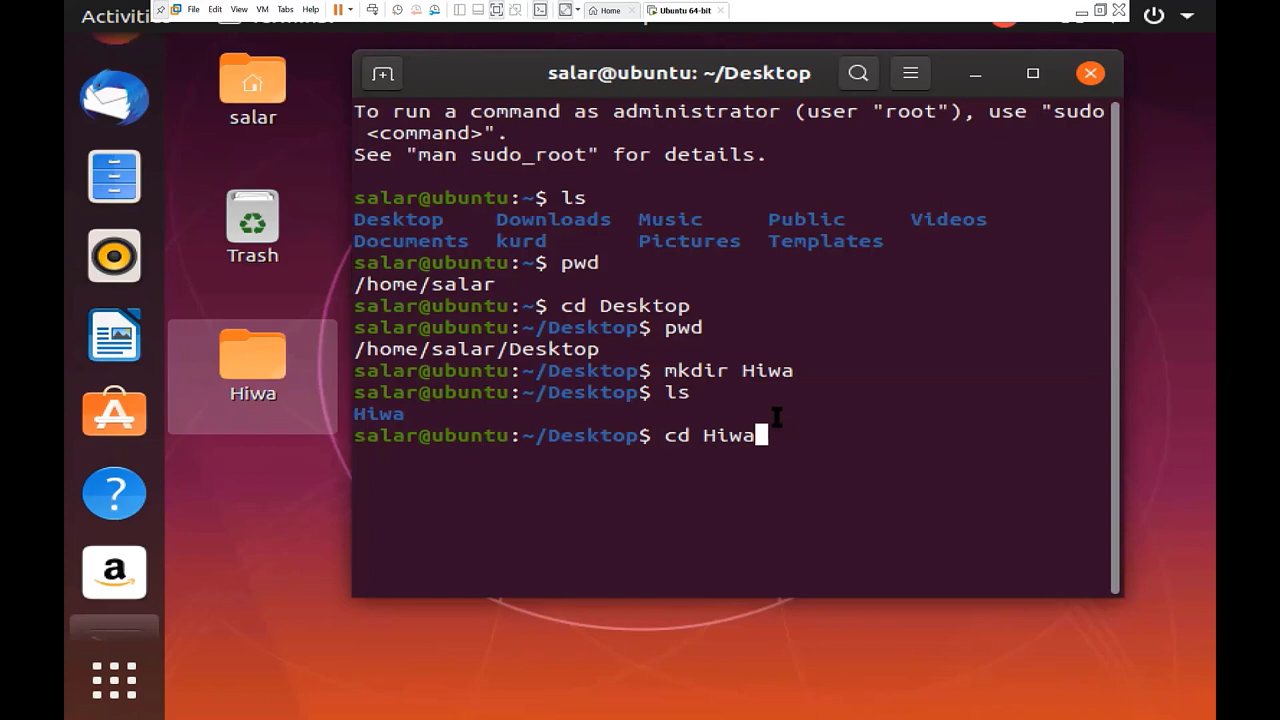 File Edit View VM Tabs Help
Home
Ubuntu 64-bit
salar
Trash
Hiwa
salar@ubuntu: ~/Desktop
To run a command as administrator (user "root"), use "sudo
<command>".
See "man sudo_root" for details.
salar@ubuntu:~$ ls
Desktop Downloads Music Public Videos
Documents kurd Pictures Templates
salar@ubuntu:~$ pwd
/home/salar
salar@ubuntu:~$ cd Desktop
salar@ubuntu:~/Desktop$ pwd
/home/salar/Desktop
salar@ubuntu:~/Desktop$ mkdir Hiwa
salar@ubuntu:~/Desktop$ ls
Hiwa
salar@ubuntu:~/Desktop$ cd Hiwa